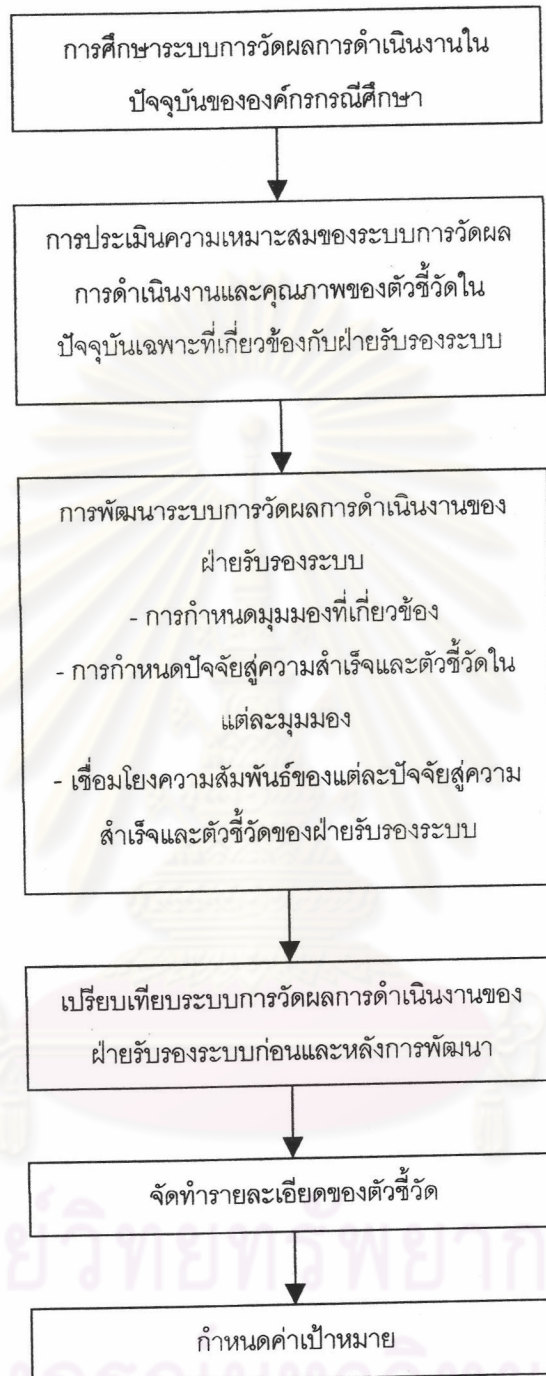 การศึกษาระบบการวัดผลการดำเนินงานใน
ปัจจุบันขององค์กรกรณีศึกษา
การประเมินความเหมาะสมของระบบการวัดผล
การดำเนินงานและคุณภาพของตัวชี้วัดใน
ปัจจุบันเฉพาะที่เกี่ยวข้องกับฝ่ายรับรองระบบ
การพัฒนาระบบการวัดผลการดำเนินงานของ
ฝ่ายรับรองระบบ
- การกำหนดมุมมองที่เกี่ยวข้อง
- การกำหนดปัจจัยสู่ความสำเร็จและตัวชี้วัดใน
แต่ละมุมมอง
- เชื่อมโยงความสัมพันธ์ของแต่ละปัจจัยสู่ความ
สำเร็จและตัวชี้วัดของฝ่ายรับรองระบบ
เปรียบเทียบระบบการวัดผลการดำเนินงานของ
ฝ่ายรับรองระบบก่อนและหลังการพัฒนา
จัดทำรายละเอียดของตัวชี้วัด
กำหนดค่าเป้าหมาย